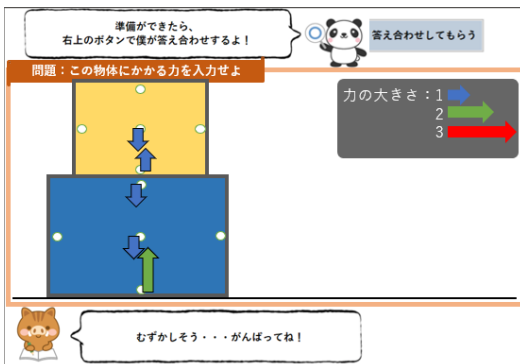 準備ができたら、
右上のボタンで僕が答え合わせするよ！
答え合わせしてもらう
問題：この物体にかかる力を入力せよ
力の大きさ：1
2
3
むずかしそう・・・がんばってね！